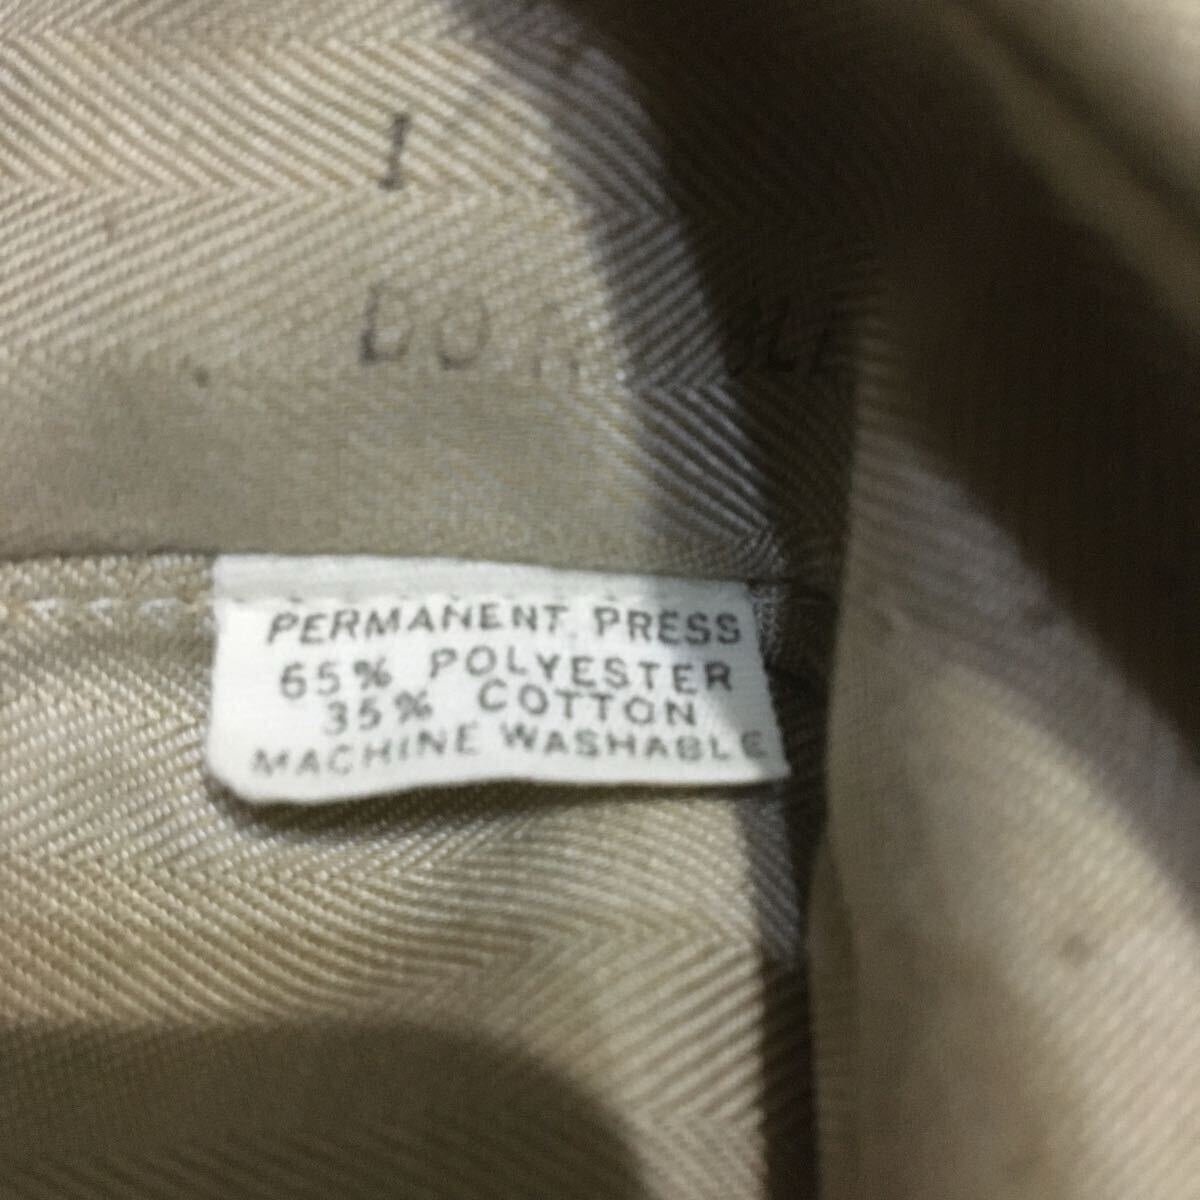 PERMANENT PRESS
65% POLYESTER
35% COTTON
MACHINE WASHABLE